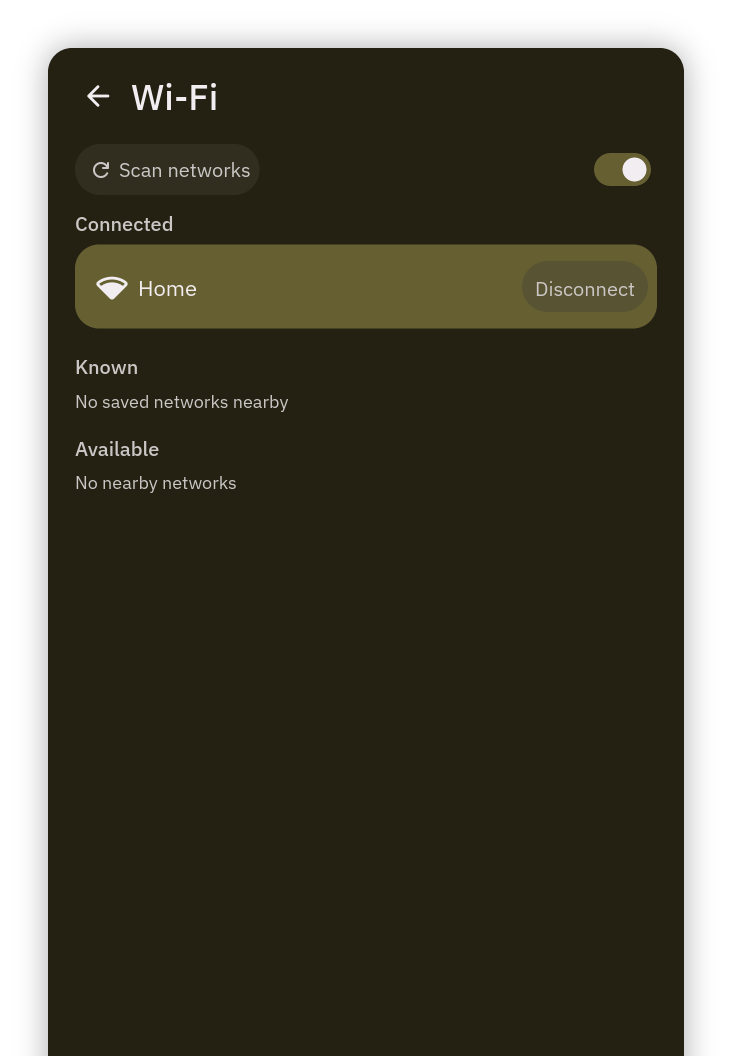 Wi-Fi
Scan networks
Connected
Home
Disconnect
Known
No saved networks nearby
Available
No nearby networks